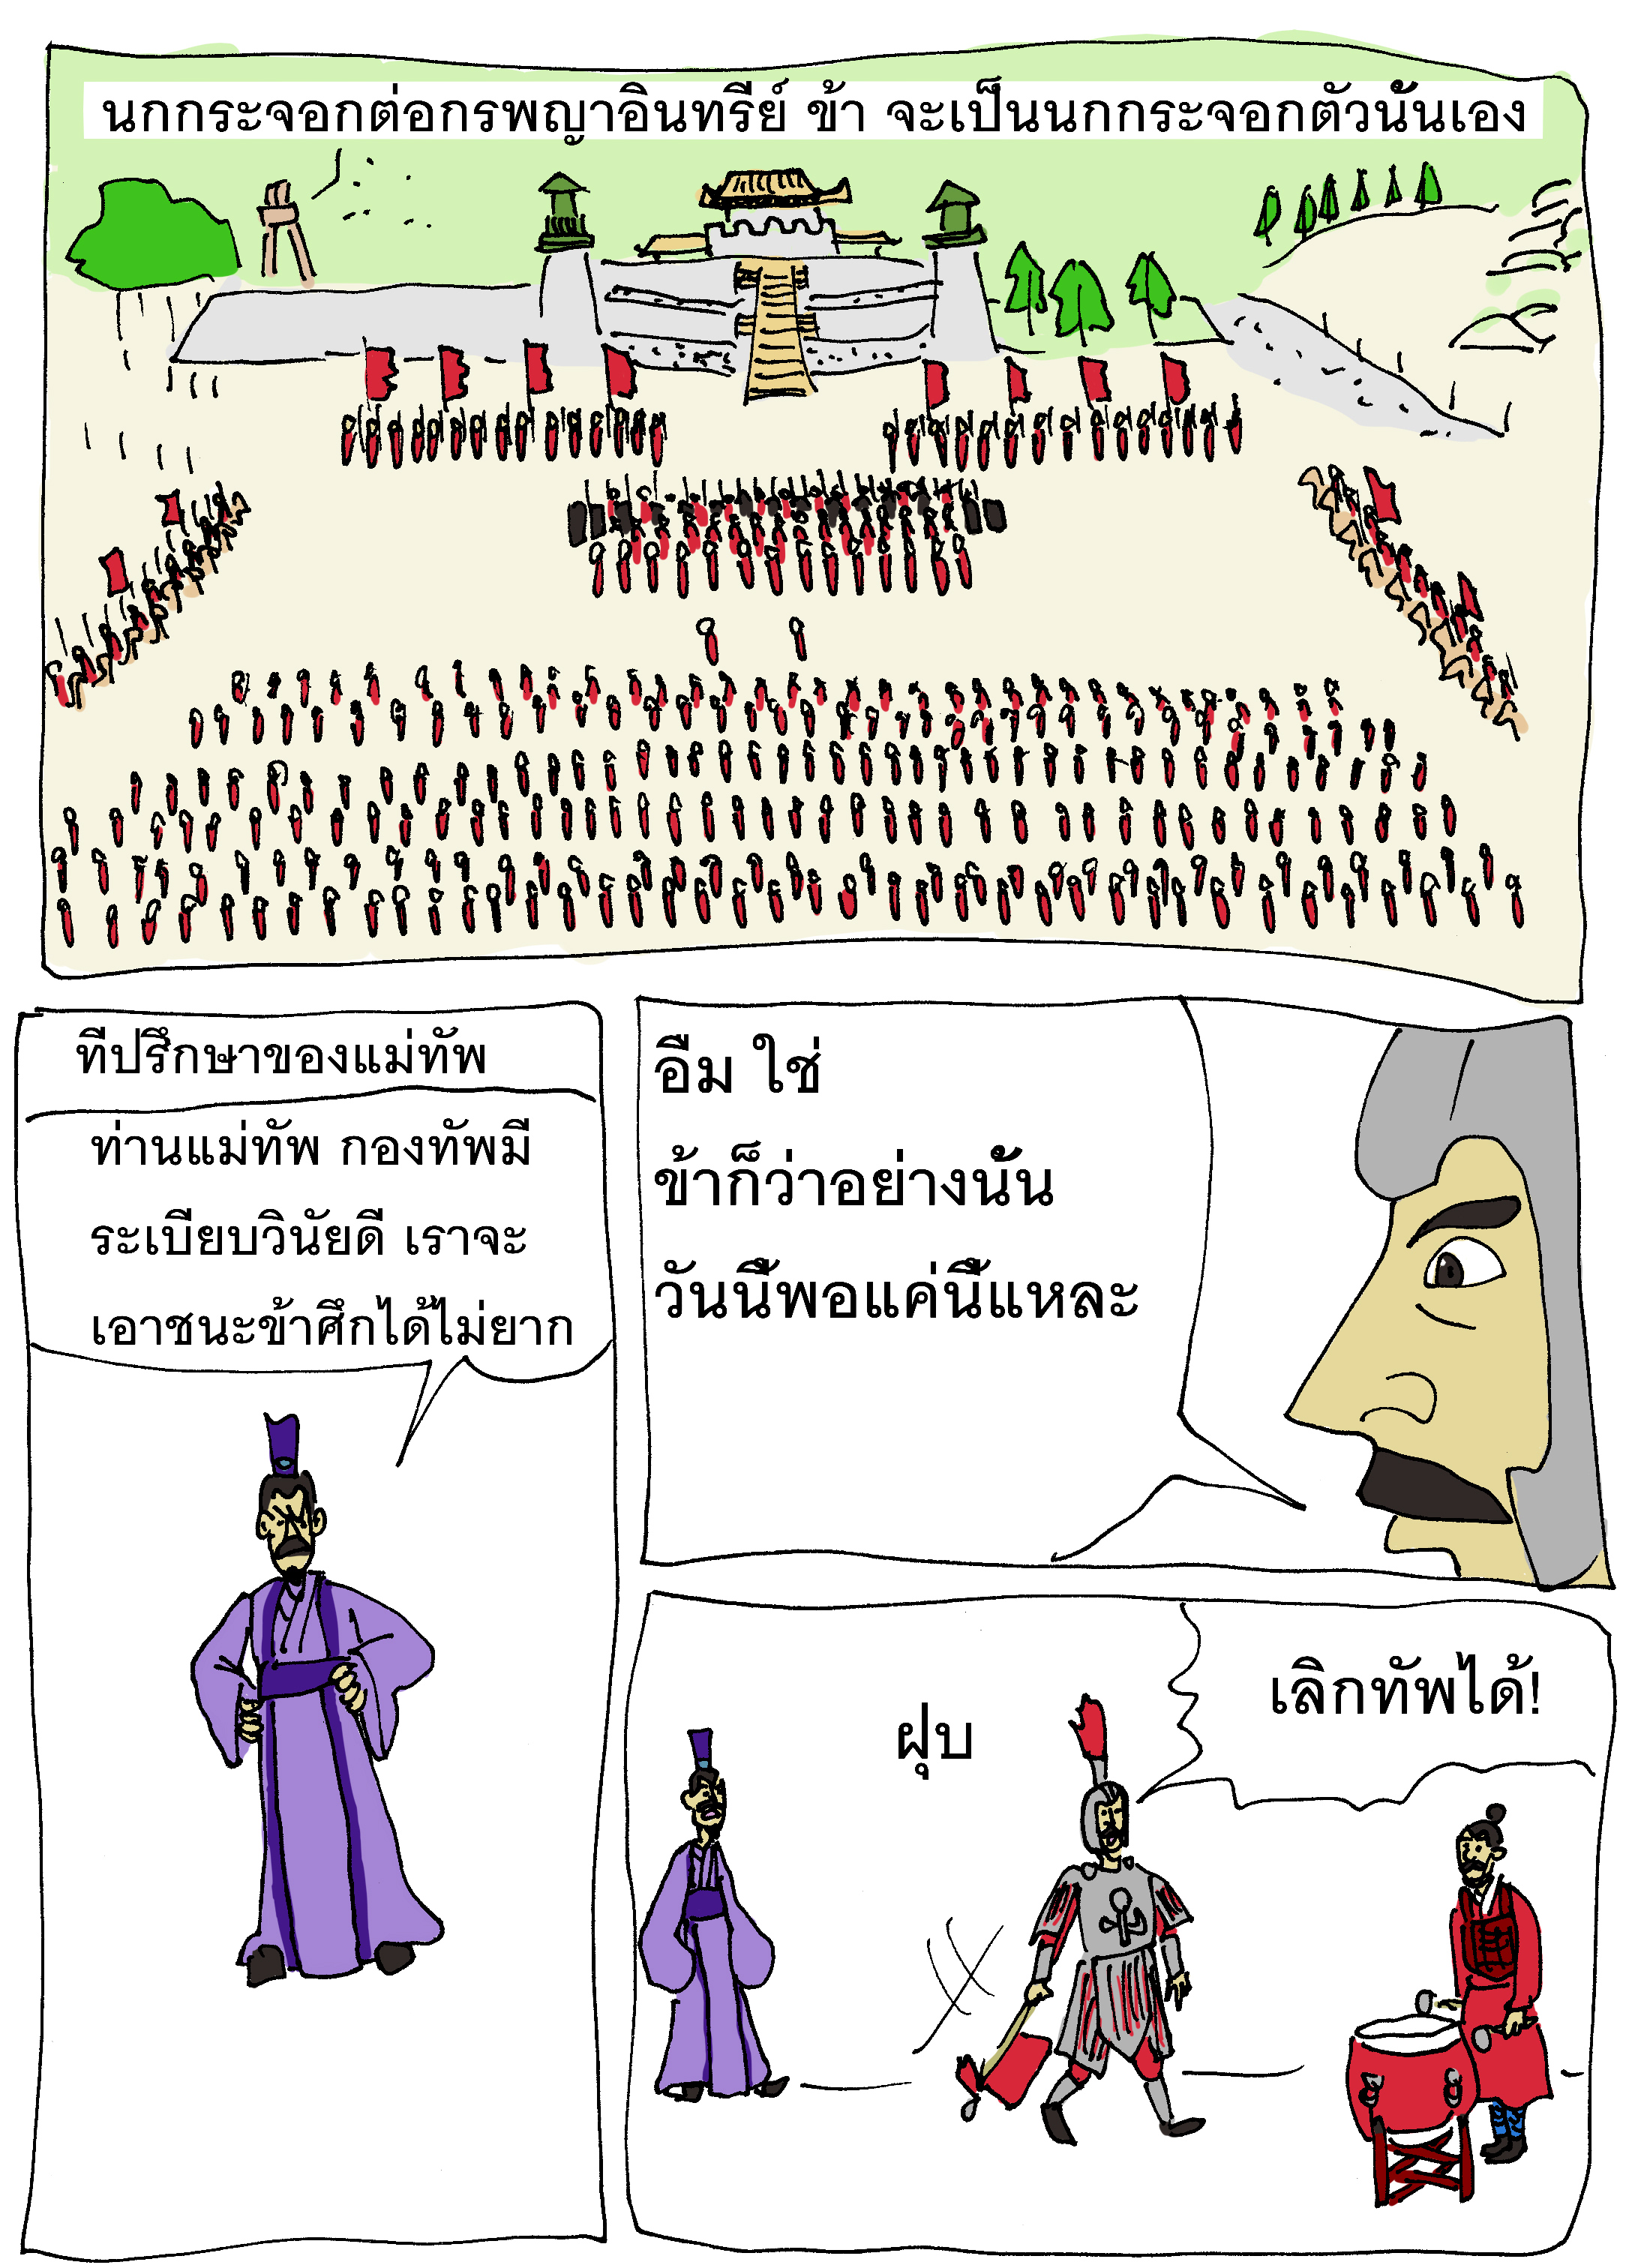 นกกระจอกต่อกรพญาอินทรีย์ ข้า จะเป็นนกกระจอกตัวนั้นเอง
ที่ปรึกษาของแม่ทัพ
ท่านแม่ทัพ กองทัพมี
ระเบียบวินัยดี เราจะ
เอาชนะข้าศึกได้ไม่ยาก
อืม ใช่
ข้าก็ว่าอย่างนั้น
วันนี้พอแค่นี้แหละ
ฝุบ
เลิกทัพได้!